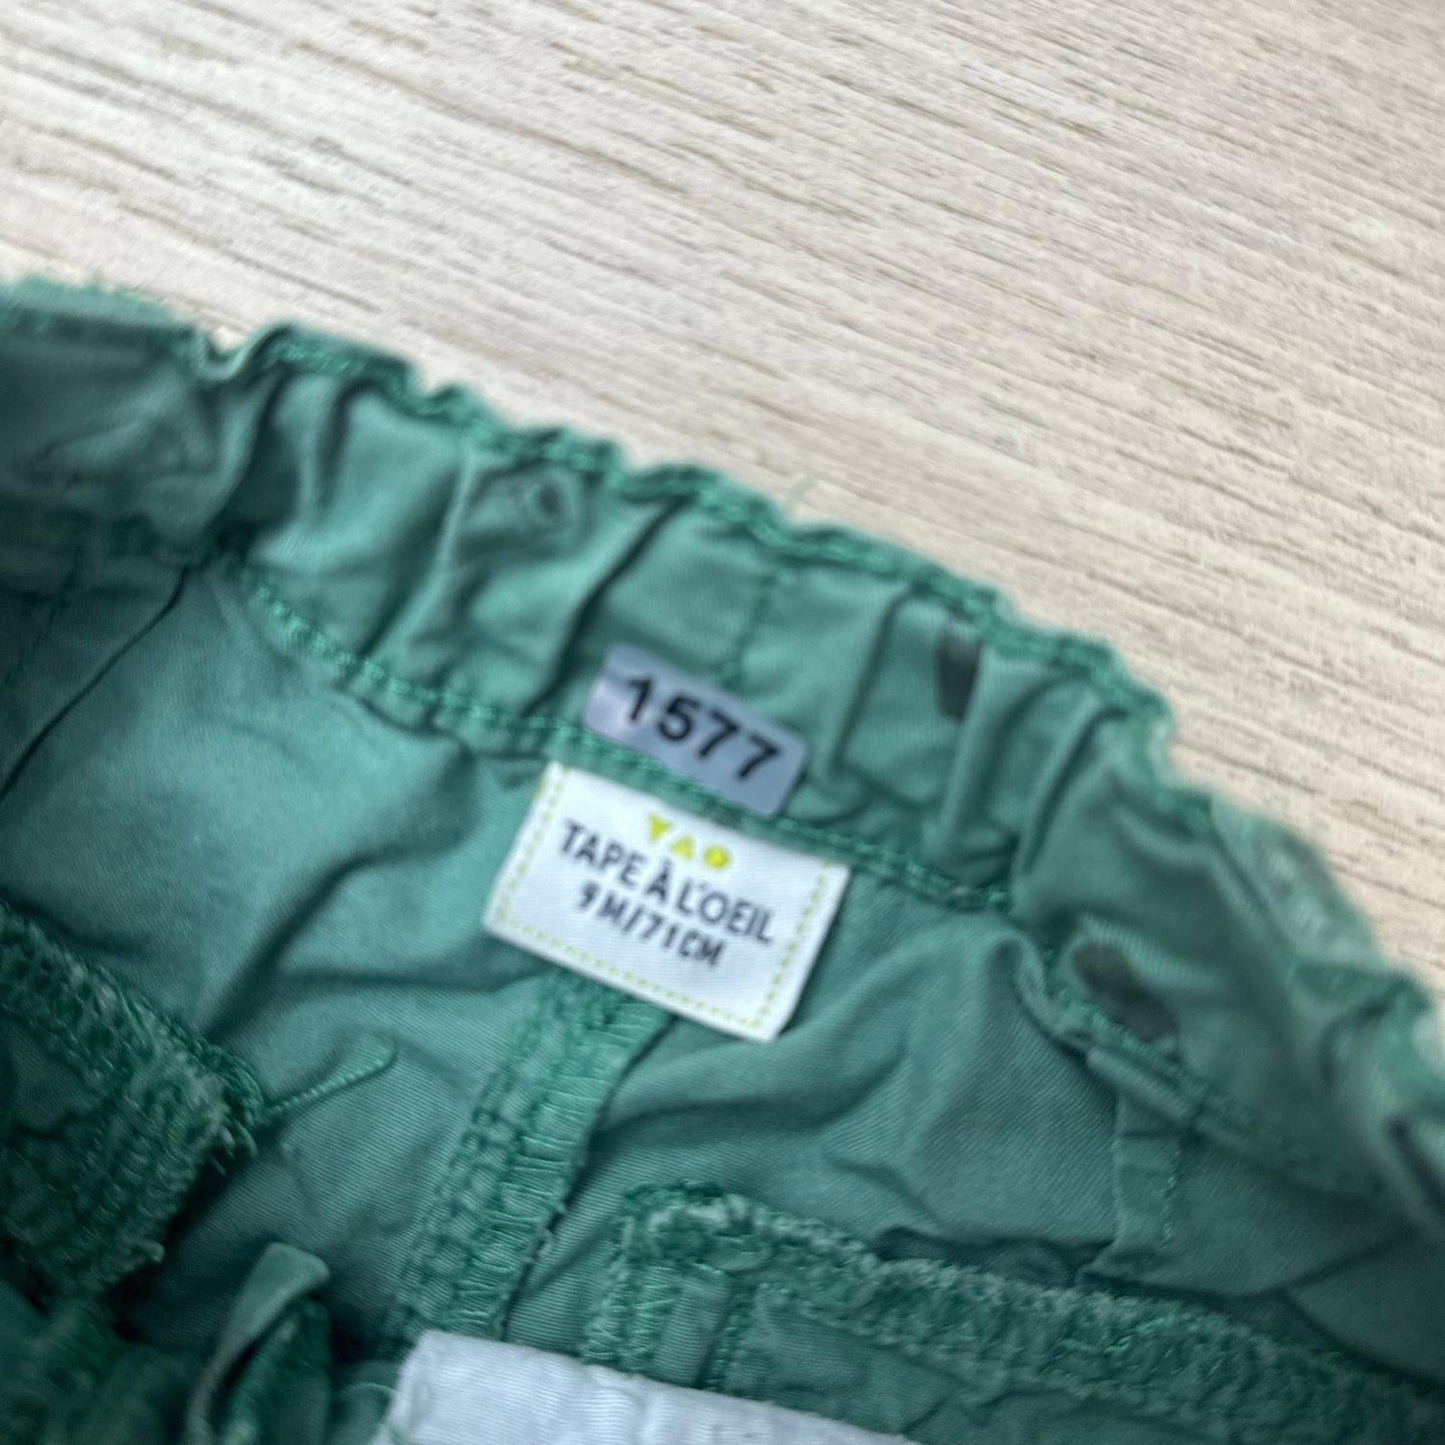 1577
TAPE À L'OEIL
9M/71CM